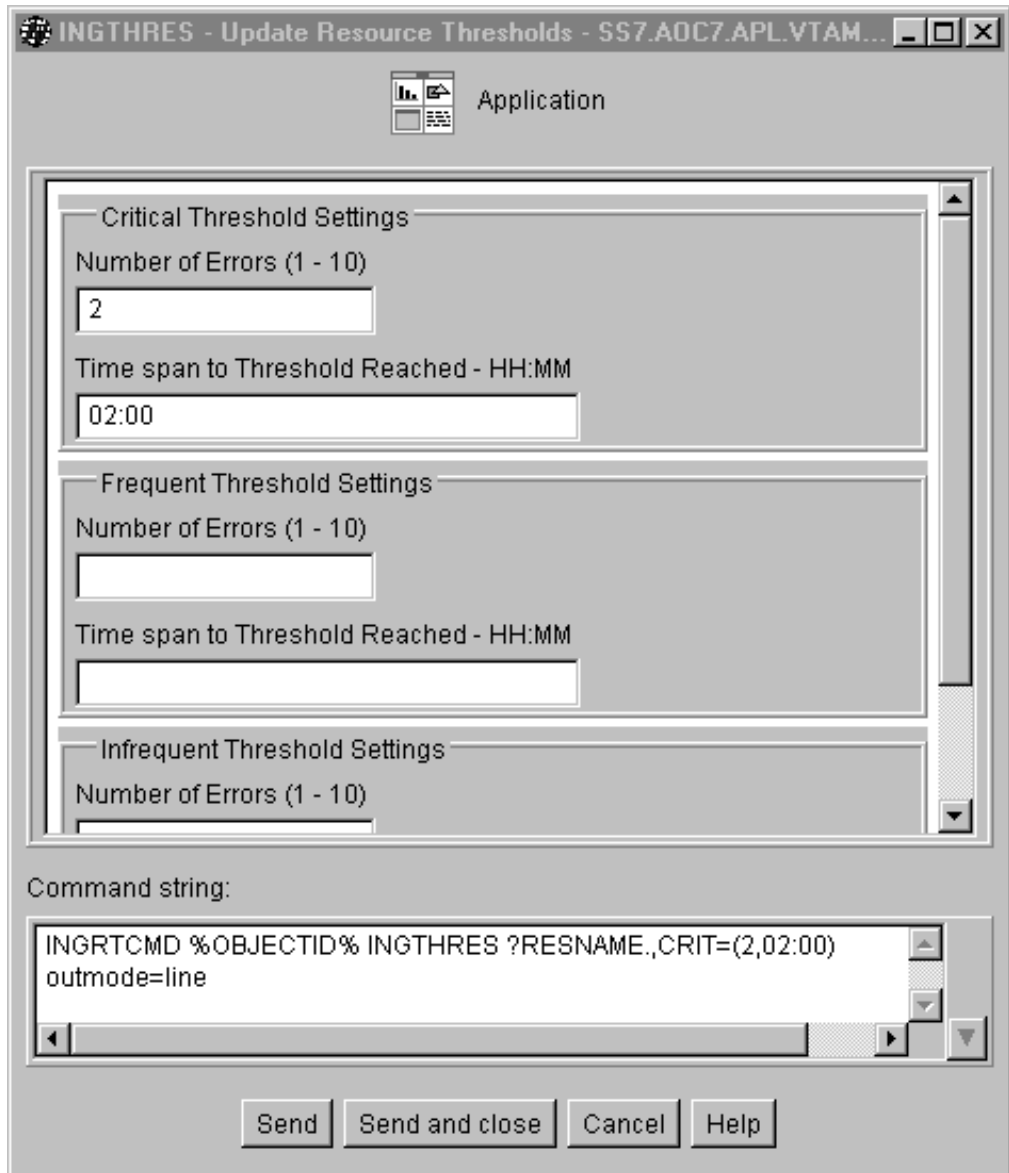 INGTHRES - Update Resource Thresholds - SS7.AOC7.APL.VTAM...
Application
Critical Threshold Settings
Number of Errors (1 - 10)
2
Time span to Threshold Reached - HH:MM
02:00
Frequent Threshold Settings
Number of Errors (1 - 10)
Time span to Threshold Reached - HH:MM
Infrequent Threshold Settings
Number of Errors (1 - 10)
Command string:
INGRTCMD %OBJECTID% INGTHRES ?RESNAME.,CRIT=(2,02:00)
outmode=line
Send Send and close Cancel Help